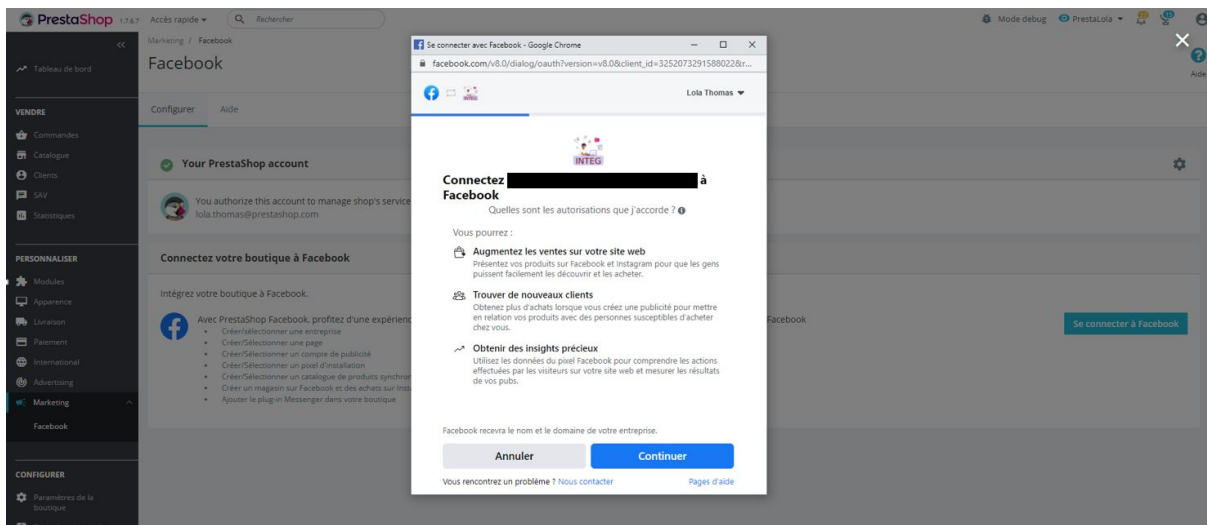 PrestaShop 1.7.6.7
Accès rapide
Rechercher
Mode debug
PrestaLola
Marketing / Facebook
Facebook
Aide
Configurer
Aide
Tableau de bord
VENDRE
Commandes
Catalogue
Clients
SAV
Statistiques
PERSONNALISER
Modules
Apparence
Livraison
Paiement
International
Advertising
Marketing
Facebook
CONFIGURER
Paramètres de la
boutique
Your PrestaShop account
You authorize this account to manage shop's service
lola.thomas@prestashop.com
Connectez votre boutique à Facebook
Intégrez votre boutique à Facebook.
Avec PrestaShop Facebook, profitez d'une expérienc
Créer/sélectionner une entreprise
Créer/Sélectionner une page
Créer/Sélectionner un compte de publicité
Créer/Sélectionner un pixel d'installation
Créer/Sélectionner un catalogue de produits synchron
Créer un magasin sur Facebook et des achats sur Inst
Ajouter le plug-in Messenger dans votre boutique
Facebook
Se connecter à Facebook
Se connecter avec Facebook - Google Chrome
facebook.com/v8.0/dialog/oauth?version=v8.0&client_id=3252073291588022&r...
Lola Thomas
INTEG
Connectez à
Facebook
Quelles sont les autorisations que j'accorde ?
Vous pourrez :
Augmentez les ventes sur votre site web
Présentez vos produits sur Facebook et Instagram pour que les gens
puissent facilement les découvrir et les acheter.
Trouver de nouveaux clients
Obtenez plus d'achats lorsque vous créez une publicité pour mettre
en relation vos produits avec des personnes susceptibles d'acheter
chez vous.
Obtenir des insights précieux
Utilisez les données du pixel Facebook pour comprendre les actions
effectuées par les visiteurs sur votre site web et mesurer les résultats
de vos pubs.
Facebook recevra le nom et le domaine de votre entreprise.
Annuler
Continuer
Vous rencontrez un problème ? Nous contacter
Pages d'aide